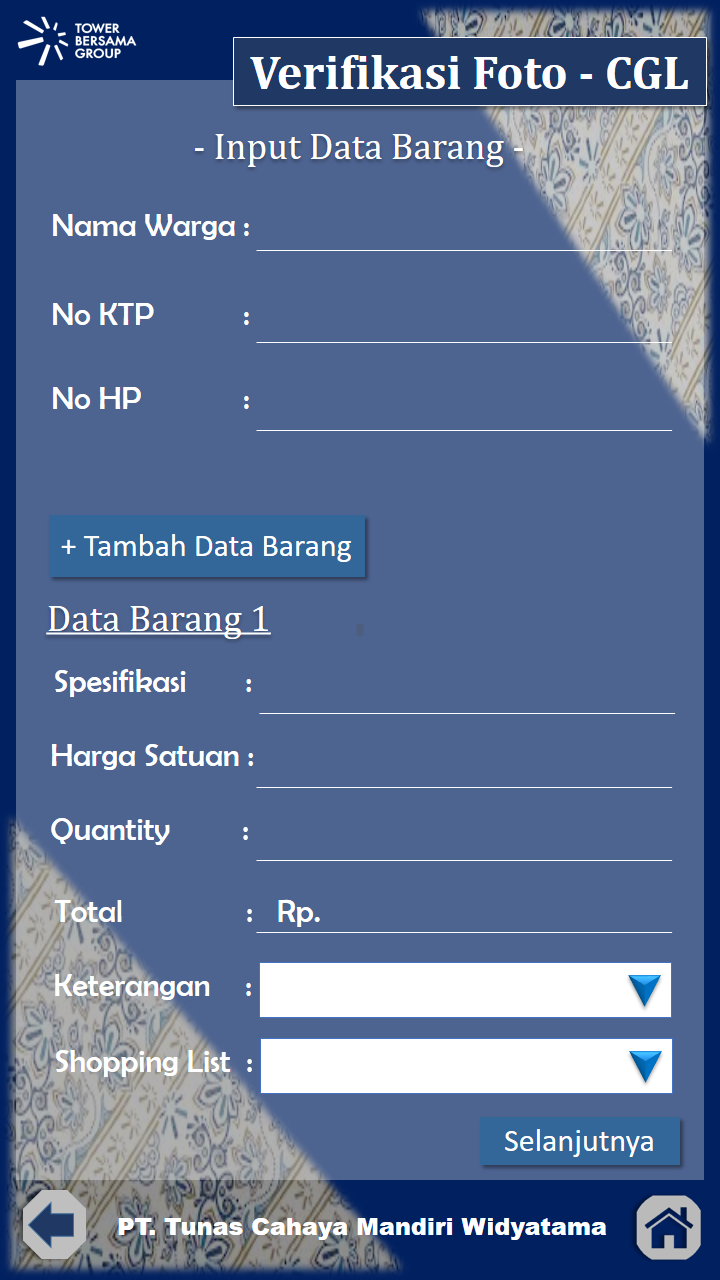 TOWER
BERSAMA
GROUP
Verifikasi Foto - CGL
- Input Data Barang -
Nama Warga :
No KTP :
No HP :
+ Tambah Data Barang
Data Barang 1
Spesifikasi :
Harga Satuan :
Quantity :
Total : Rp.
Keterangan :
Shopping List :
Selanjutnya
PT. Tunas Cahaya Mandiri Widyatama